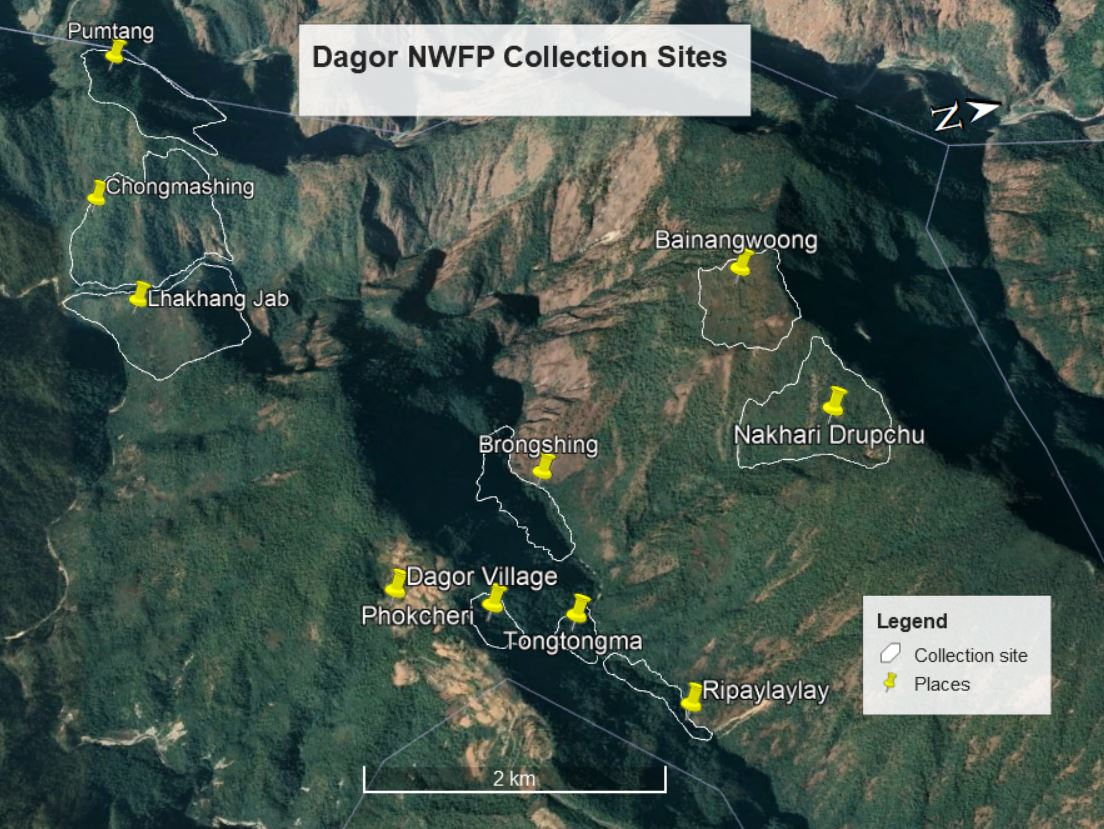 Pumtang
Dagor NWFP Collection Sites
N
Chongmashing
Bainangwoong
Lhakhang Jab
Nakhari Drupchu
Brongshing
Dagor Village
Phokcheri
Tongtongma
Legend
Collection site
Places
Ripaylaylay
2 km